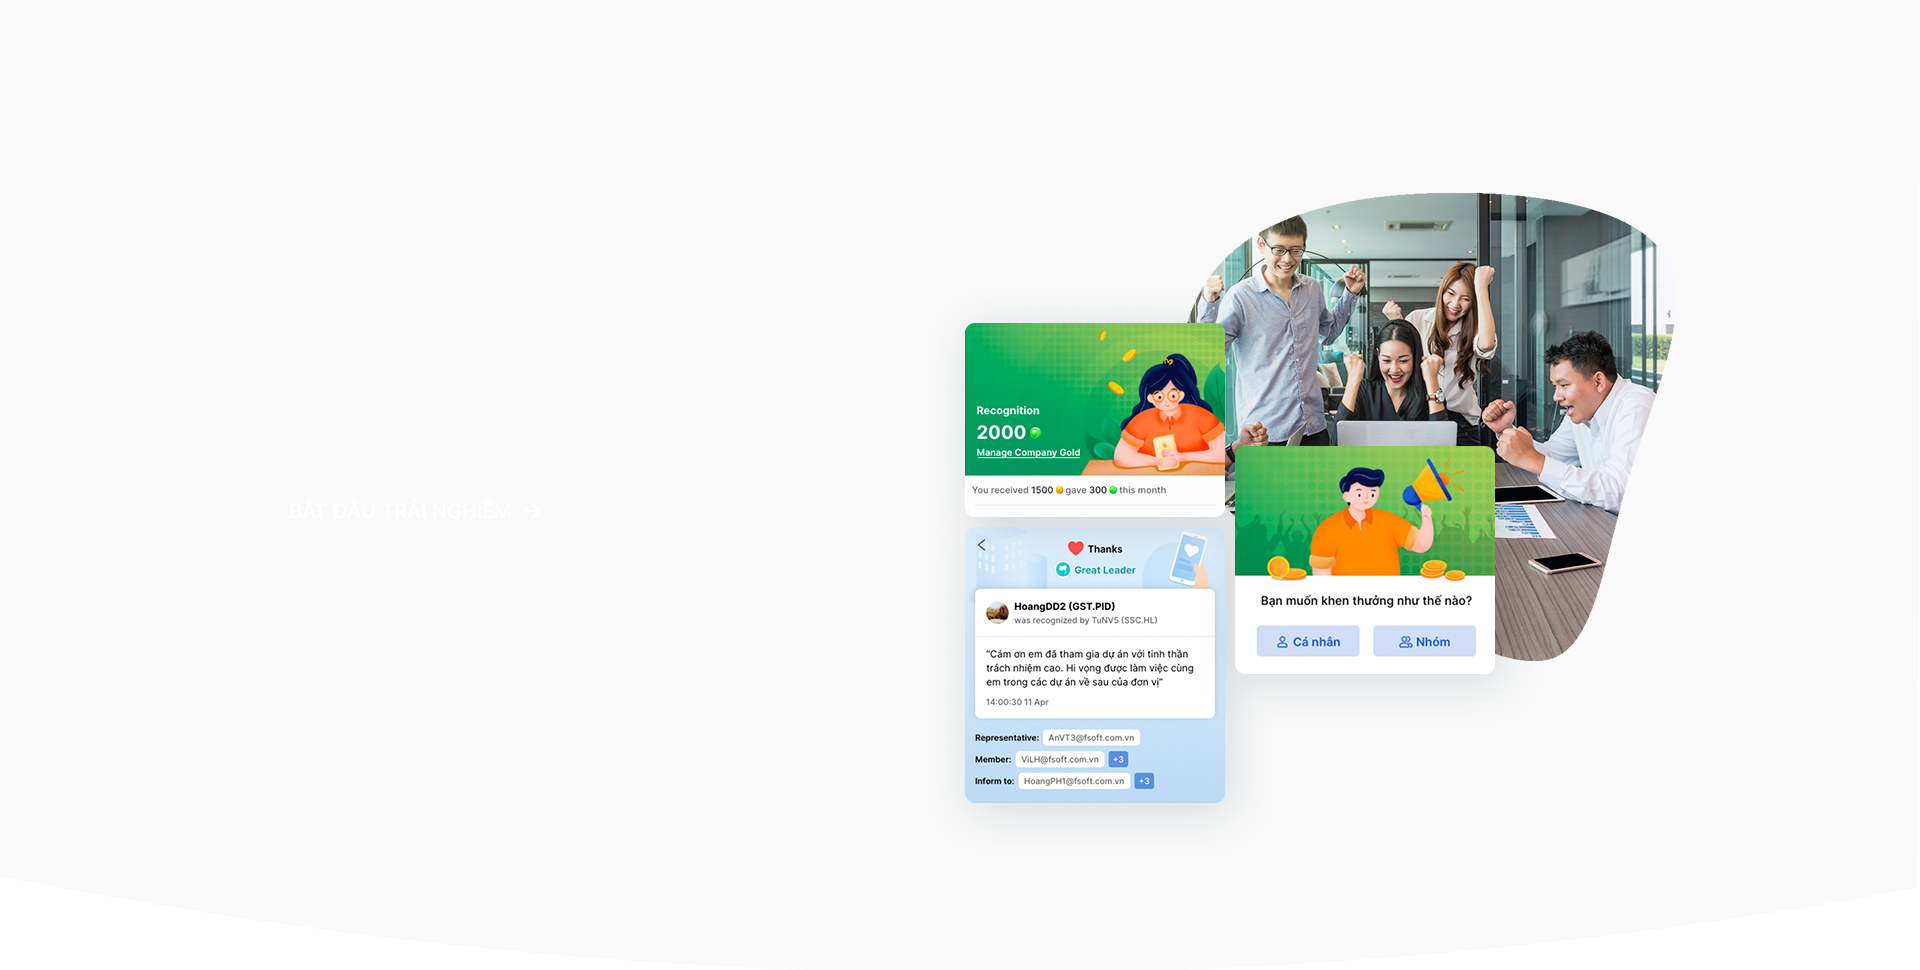 BẮT ĐẦU TRẢI NGHIỆM →
Recognition
2000
Manage Company Gold
You received 1500 gave 300 this month
Thanks
Great Leader
HoangDD2 (GST.PID)
was recognized by TuNV5 (SSC.HL)
“Cám ơn em đã tham gia dự án với tinh thần
trách nhiệm cao. Hi vọng được làm việc cùng
em trong các dự án về sau của đơn vị”
14:00:30 11 Apr
Representative: AnVT3@fsoft.com.vn
Member: ViLH@fsoft.com.vn +3
Inform to: HoangPH1@fsoft.com.vn +3
Bạn muốn khen thưởng như thế nào?
Cá nhân Nhóm